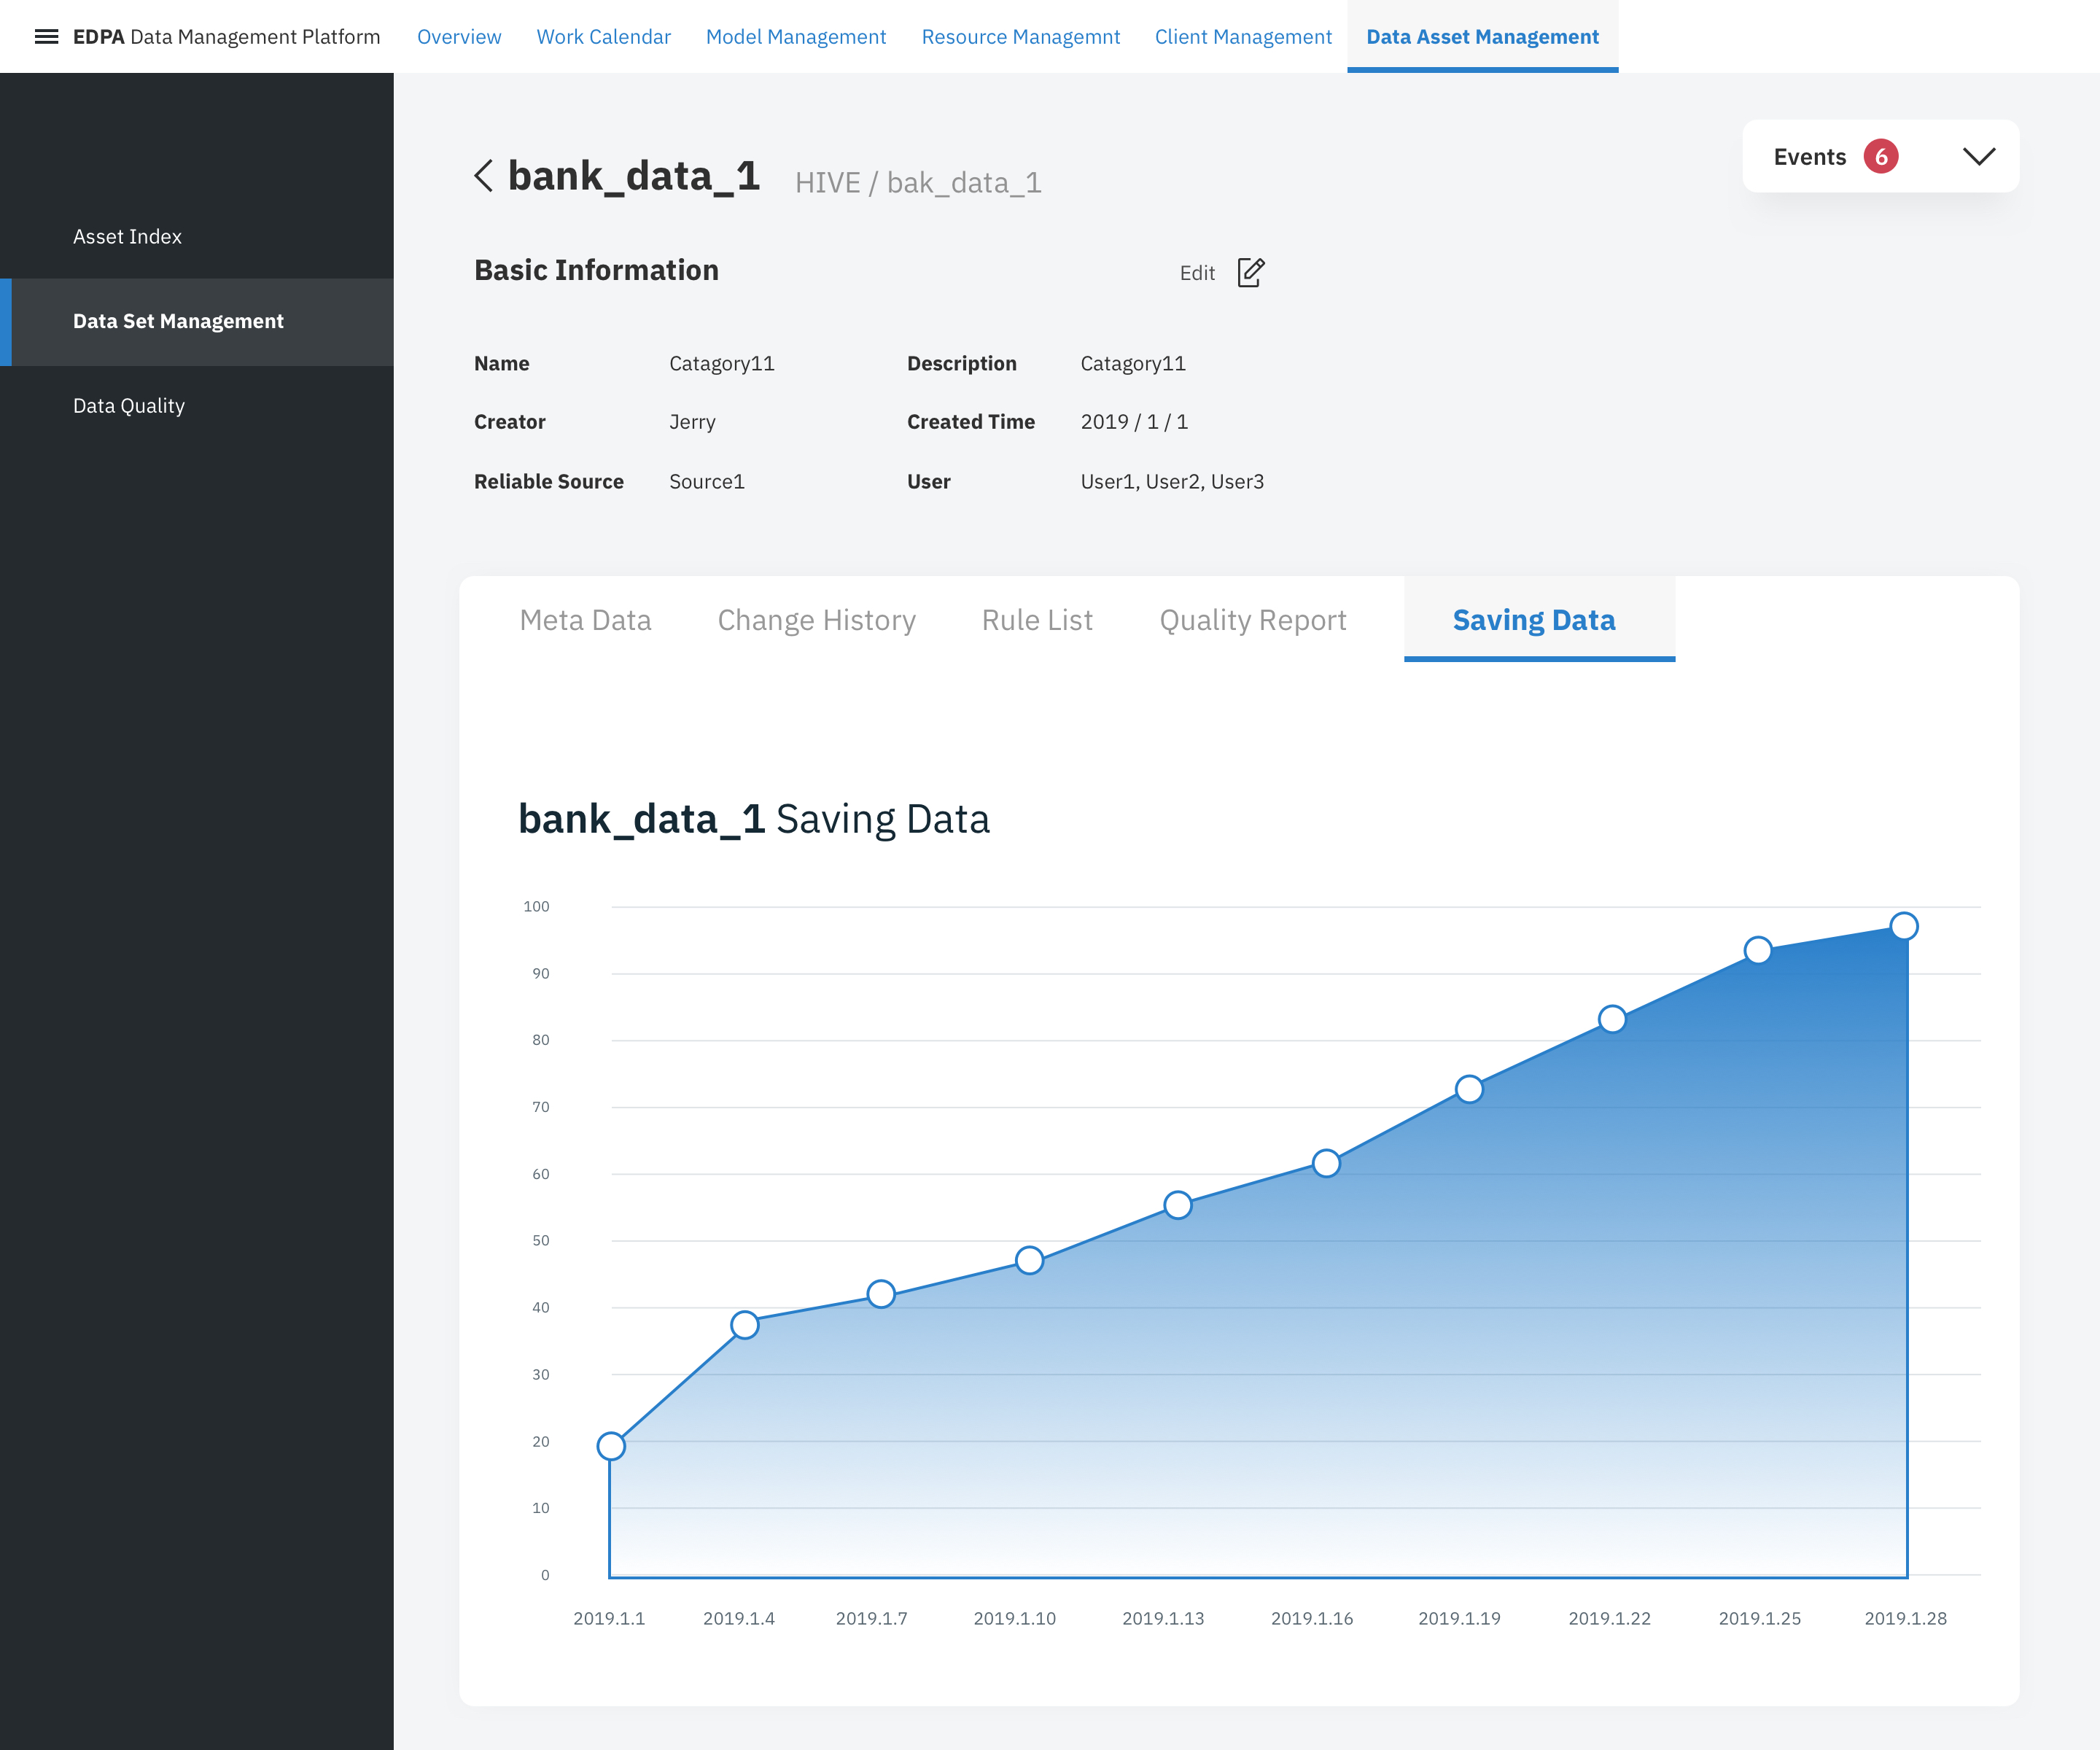 EDPA Data Management Platform Overview Work Calendar Model Management Resource Managemnt Client Management Data Asset Management
Asset Index
Data Set Management
Data Quality
bank_data_1 HIVE / bak_data_1
Events 6
Basic Information Edit
Name Catagory11 Description Catagory11
Creator Jerry Created Time 2019 / 1 / 1
Reliable Source Source1 User User1, User2, User3
Meta Data Change History Rule List Quality Report Saving Data
bank_data_1 Saving Data
100
90
80
70
60
50
40
30
20
10
0
2019.1.1 2019.1.4 2019.1.7 2019.1.10 2019.1.13 2019.1.16 2019.1.19 2019.1.22 2019.1.25 2019.1.28